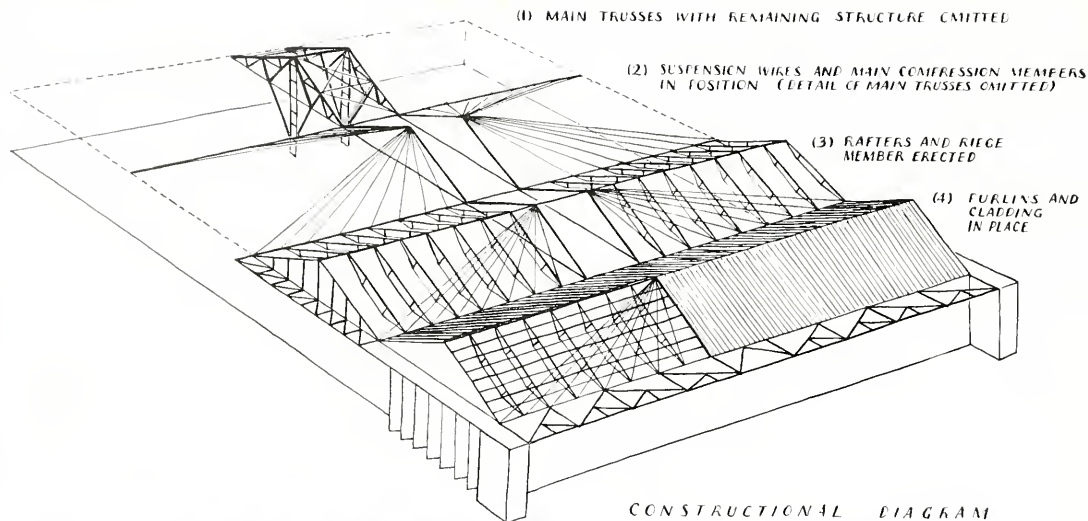 (1) MAIN TRUSSES WITH REMAINING STRUCTURE OMITTED
(2) SUSPENSION WIRES AND MAIN COMPRESSION MEMBERS
IN POSITION (DETAIL OF MAIN TRUSSES OMITTED)
(3) RAFTERS AND RIDGE
MEMBER ERECTED
(4) PURLINS AND
CLADDING
IN PLACE
CONSTRUCTIONAL DIAGRAM